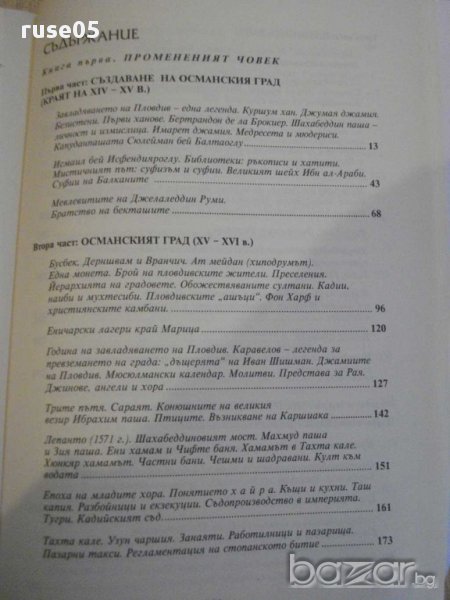 ruse05
СЪДЪРЖАНИЕ
Книга първа. ПРОМЕНЕНИЯТ ЧОВЕК
Първа част: СЪЗДАВАНЕ НА ОСМАНСКИЯ ГРАД
(КРАЯТ НА XIV – XV В.)
Завладяването на Пловдив – една легенда. Куршум хан. Джумая джамия.
Безистени. Първи ханове. Бертрандон де ла Брокиер. Шахабеддин паша –
личност и измислица. Имарет джамия. Медресета и мюдериси.
Капуданпашата Сюлейман бей Балтаоглу 13
Исмаил бей Исфендияроглу. Библиотеки: ръкописи и хатити.
Мистичният път: суфизъм и суфии. Великият шейх Ибн ал-Араби.
Суфии на Балканите 43
Мевлевитите на Джелаледдин Руми.
Братство на бекташите 68
Втора част: ОСМАНСКИЯТ ГРАД (XV – XVI в.)
Бусбек, Дерншвам и Вранчич. Ат мейдан (хиподрумът).
Една монета. Брой на пловдивските жители. Преселения.
Йерархията на градовете. Обожествяваните султани. Кадии,
наиби и мухтесиби. Пловдивските „ашъци". Фон Харф и
християнските камбани. 96
Еничарски лагери край Марица 120
Година на завладяването на Пловдив. Каравелов – легенда за
превземането на града: „дъщерята" на Иван Шишман. Джамиите
на Пловдив. Мюсюлмански календар. Молитви. Представа за Рая.
Джинове, ангели и хора 127
Трите пътя. Сараят. Конюшните на великия
везир Ибрахим паша. Птиците. Възникване на Каршиака 142
Лепанто (1571 г.). Шахабеддиновият мост. Махмуд паша
и Зия паша. Ени хамам и Чифте баня. Хамамът в Тахта кале.
Хюнкяр хамамът. Частни бани. Чешми и шадравани. Култ към
водата 151
Епоха на младите хора. Понятието х а й р а. Къщи и кухни. Таш
капия. Разбойници и екзекуции. Съдопроизводство в империята.
Тугри. Кадийският съд. 161
Тахта кале. Узун чаршия. Занаяти. Работилници и пазарища.
Пазарни такси. Регламентация на стопанското битие 173
bazar.bg